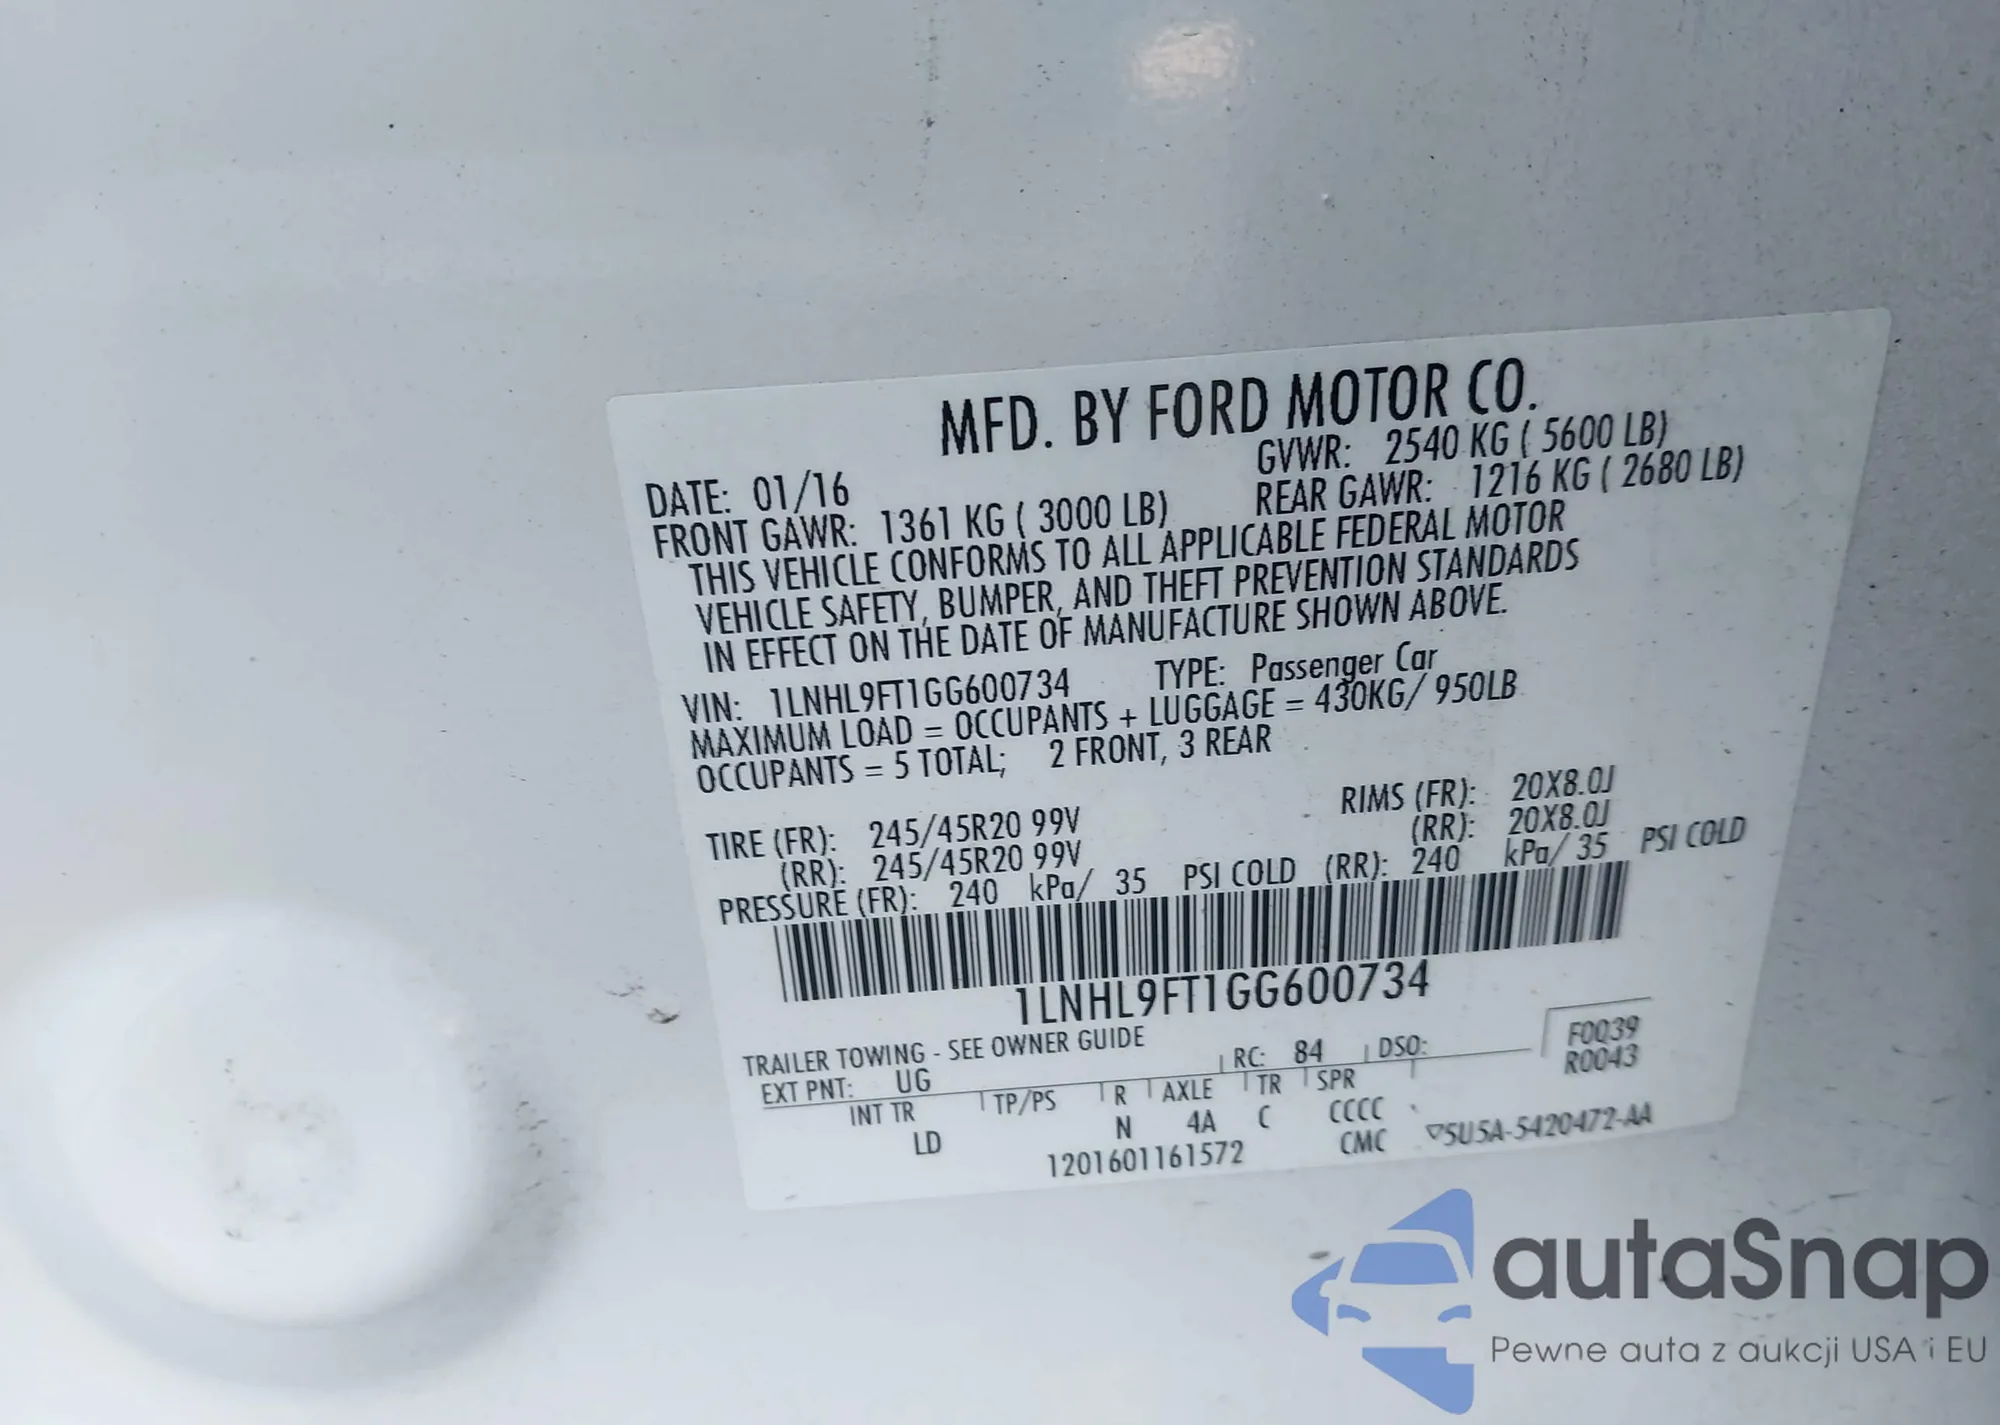 MFD. BY FORD MOTOR CO.
DATE: 01/16 GVWR: 2540 KG ( 5600 LB)
FRONT GAWR: 1361 KG ( 3000 LB) REAR GAWR: 1216 KG ( 2680 LB)
THIS VEHICLE CONFORMS TO ALL APPLICABLE FEDERAL MOTOR
VEHICLE SAFETY, BUMPER, AND THEFT PREVENTION STANDARDS
IN EFFECT ON THE DATE OF MANUFACTURE SHOWN ABOVE.
VIN: 1LNHL9FT1GG600734 TYPE: Passenger Car
MAXIMUM LOAD = OCCUPANTS + LUGGAGE = 430KG/ 950LB
OCCUPANTS = 5 TOTAL; 2 FRONT, 3 REAR
TIRE (FR): 245/45R20 99V RIMS (FR): 20X8.0J
(RR): 245/45R20 99V (RR): 20X8.0J
PRESSURE (FR): 240 kPa/ 35 PSI COLD (RR): 240 kPa/ 35 PSI COLD
1LNHL9FT1GG600734
TRAILER TOWING - SEE OWNER GUIDE
F0039
EXT PNT: UG RC: 84 DSO: R0043
INT TR TP/PS R AXLE TR SPR
LD N 4A C CCCC
1201601161572 CMC ▽5U5A-5420472-AA
autaSnap
Pewne auta z aukcji USA i EU